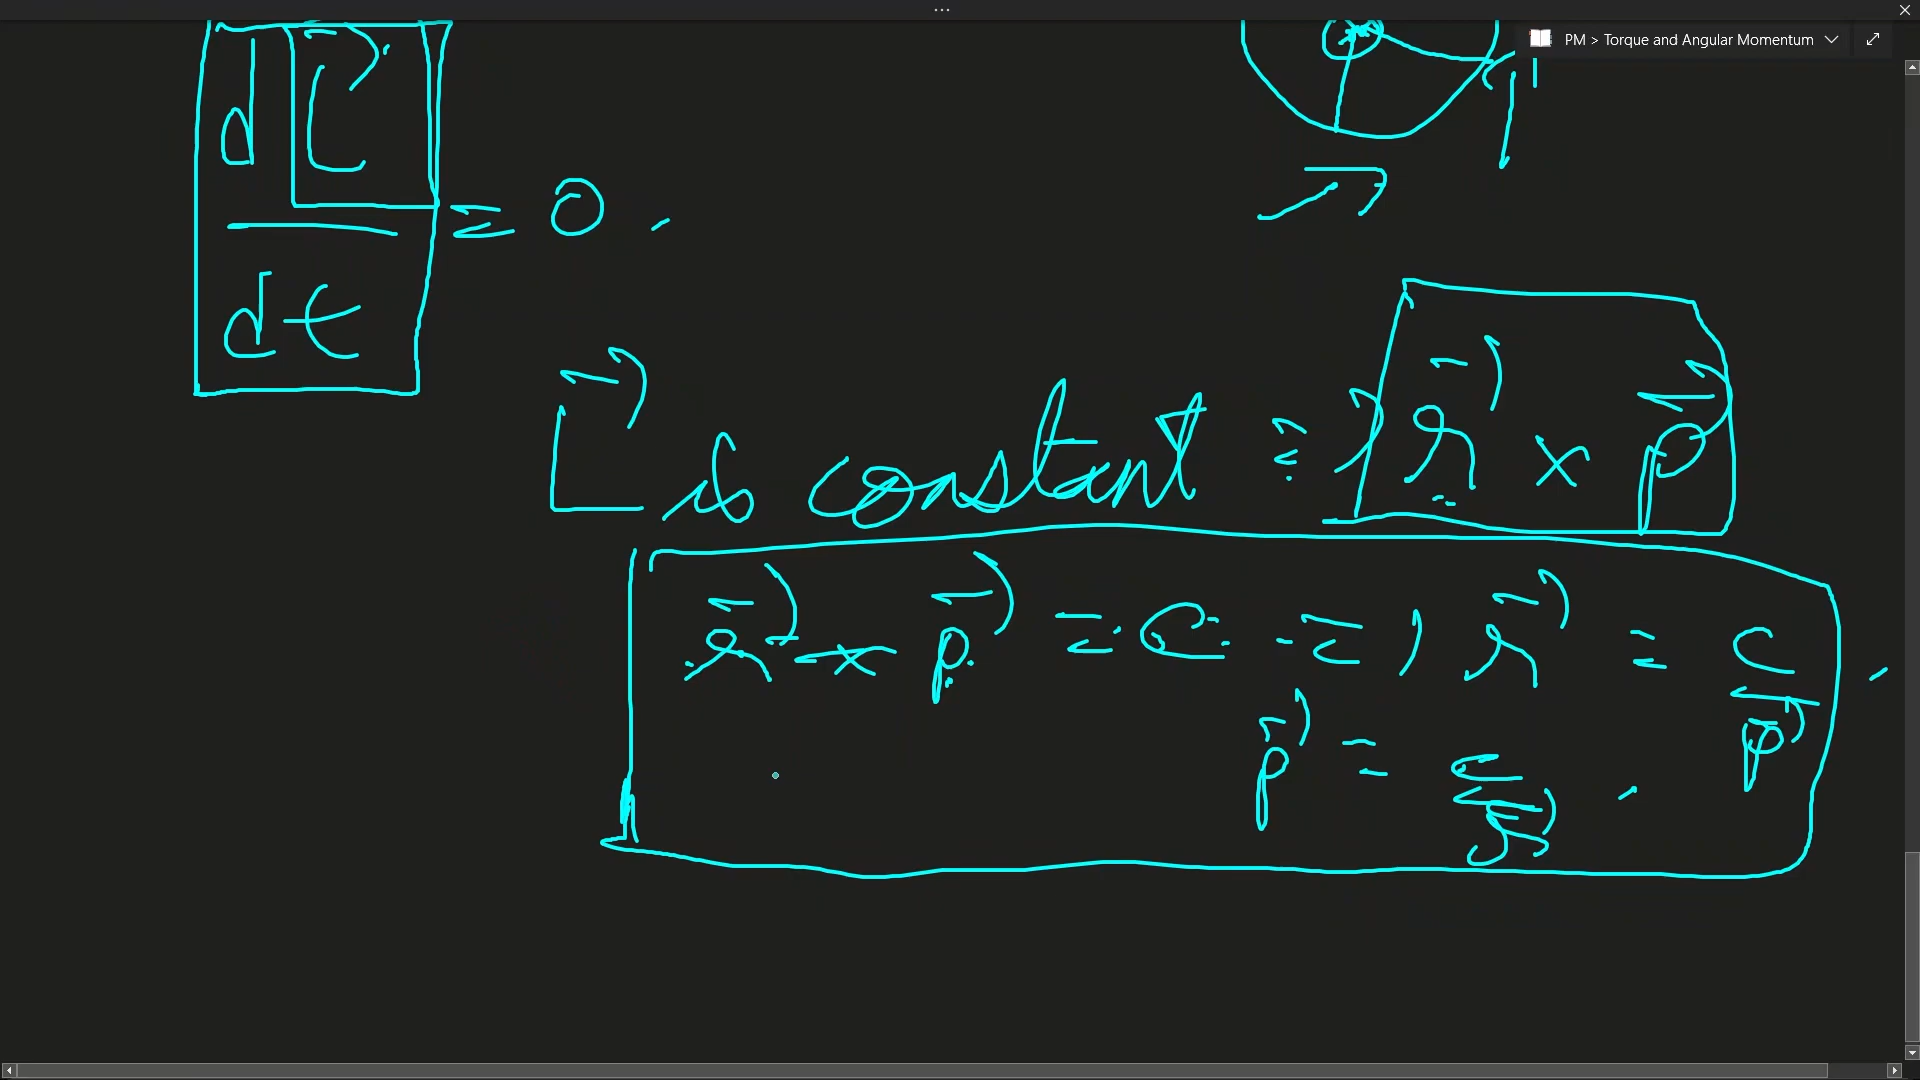 PM > Torque and Angular Momentum
dL⃗/dt = 0.
L⃗ is constant = r⃗ × p⃗
r⃗ × p⃗ = C = r⃗ = C/p⃗
p⃗ = C/r⃗.